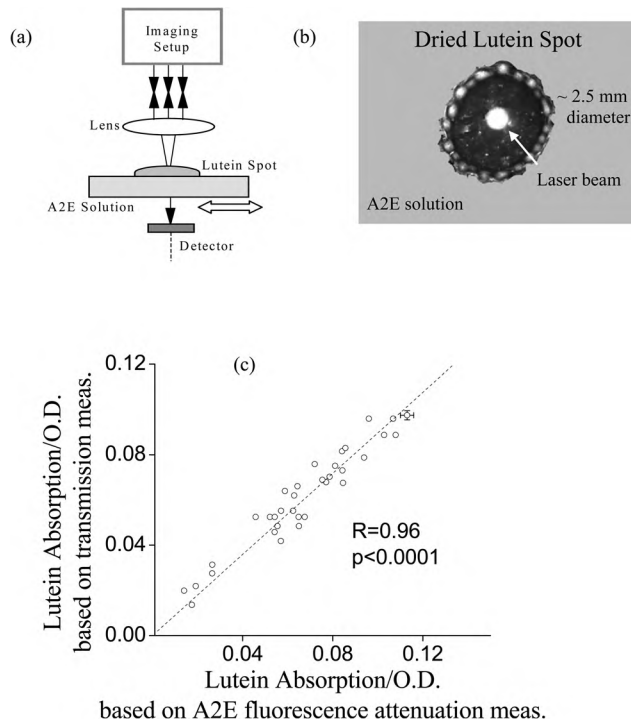 (a)
Imaging
Setup
Lens
Lutein Spot
A2E Solution
Detector
(b)
Dried Lutein Spot
~ 2.5 mm
diameter
Laser beam
A2E solution
(c)
Lutein Absorption/O.D.
based on transmission meas.
0.12
0.08
0.04
0.00
R=0.96
p<0.0001
0.04
0.08
0.12
Lutein Absorption/O.D.
based on A2E fluorescence attenuation meas.